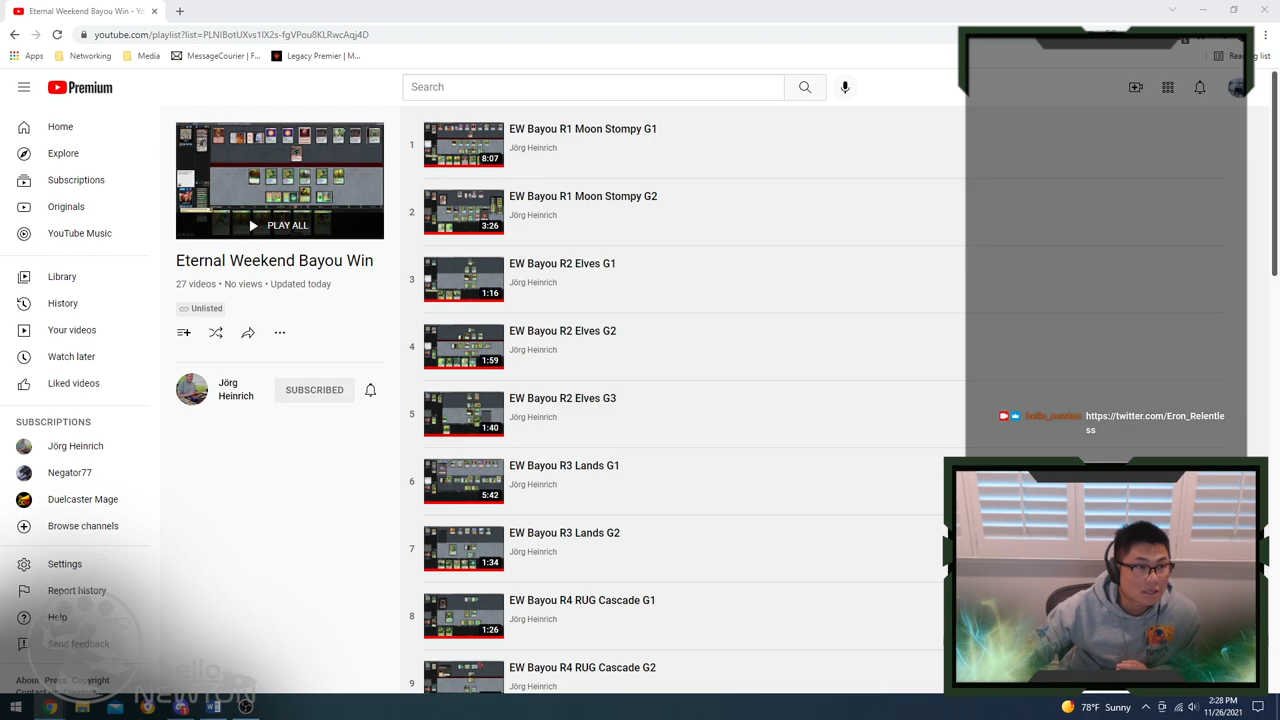 Eternal Weekend Bayou Win - Yo
youtube.com/playlist?list=PLNIBotUXvs1lX2s-fgVPou8KLRwcAqj4D
Apps Networking Media MessageCourier | F... Legacy Premier | M...
Reading list
Premium
Search
Home
Explore
Subscriptions
Originals
YouTube Music
Library
History
Your videos
Watch later
Liked videos
SUBSCRIPTIONS
Jörg Heinrich
Negator77
Duelcaster Mage
Browse channels
Settings
Report history
Help
Send feedback
About Press Copyright
PLAY ALL
Eternal Weekend Bayou Win
27 videos • No views • Updated today
Unlisted
Jörg
Heinrich
SUBSCRIBED
1
8:07
EW Bayou R1 Moon Stompy G1
Jörg Heinrich
2
3:26
EW Bayou R1 Moon Stompy G2
Jörg Heinrich
3
1:16
EW Bayou R2 Elves G1
Jörg Heinrich
4
1:59
EW Bayou R2 Elves G2
Jörg Heinrich
5
1:40
EW Bayou R2 Elves G3
Jörg Heinrich
6
5:42
EW Bayou R3 Lands G1
Jörg Heinrich
7
1:34
EW Bayou R3 Lands G2
Jörg Heinrich
8
1:26
EW Bayou R4 RUG Cascade G1
Jörg Heinrich
9
EW Bayou R4 RUG Cascade G2
Jörg Heinrich
hello_newton https://twitter.com/Eron_Relentle
ss
hello
NEWTON
78°F Sunny
2:28 PM
11/26/2021